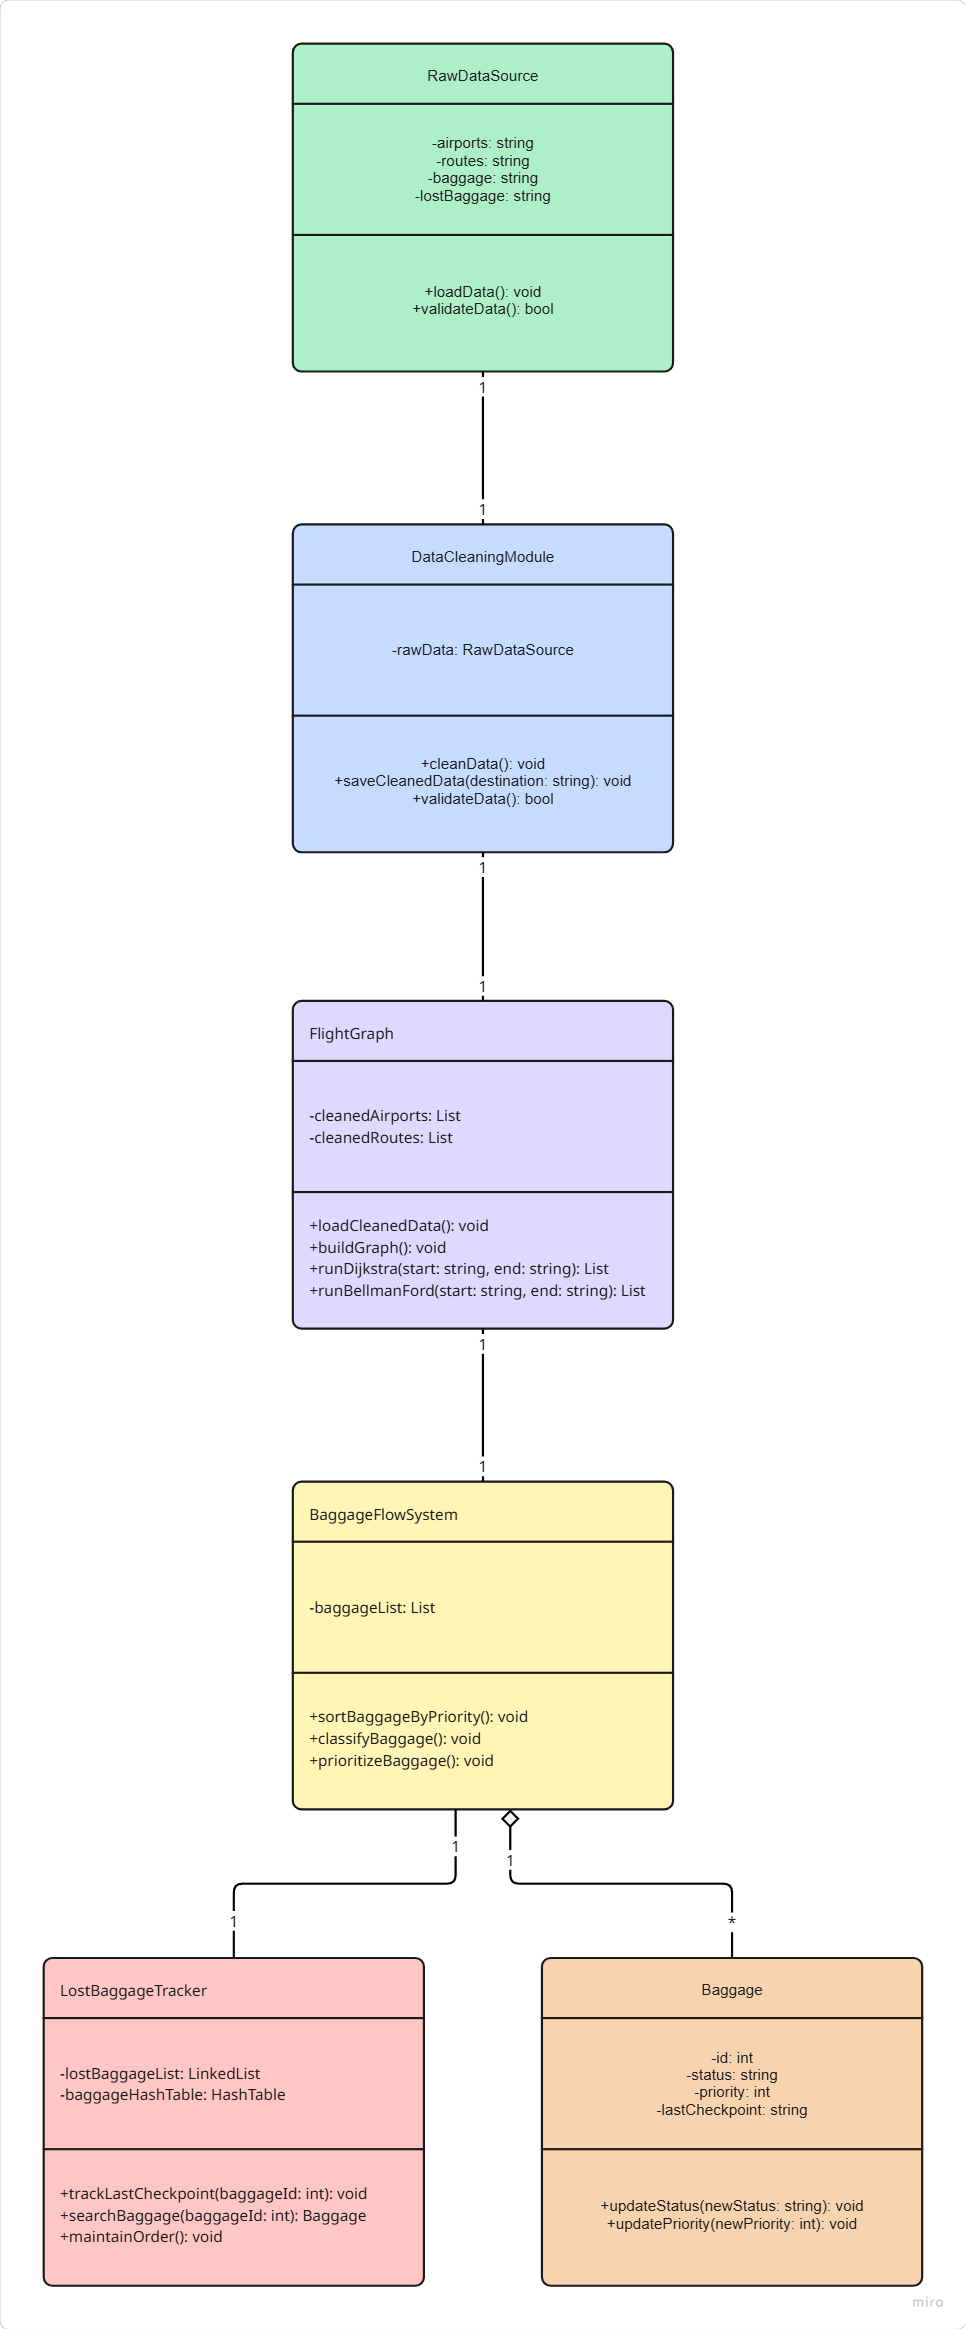 RawDataSource
-airports: string
-routes: string
-baggage: string
-lostBaggage: string
+loadData(): void
+validateData(): bool
1
1
DataCleaningModule
-rawData: RawDataSource
+cleanData(): void
+saveCleanedData(destination: string): void
+validateData(): bool
1
1
FlightGraph
-cleanedAirports: List
-cleanedRoutes: List
+loadCleanedData(): void
+buildGraph(): void
+runDijkstra(start: string, end: string): List
+runBellmanFord(start: string, end: string): List
1
1
BaggageFlowSystem
-baggageList: List
+sortBaggageByPriority(): void
+classifyBaggage(): void
+prioritizeBaggage(): void
1
1
1
*
LostBaggageTracker
-lostBaggageList: LinkedList
-baggageHashTable: HashTable
+trackLastCheckpoint(baggageId: int): void
+searchBaggage(baggageId: int): Baggage
+maintainOrder(): void
Baggage
-id: int
-status: string
-priority: int
-lastCheckpoint: string
+updateStatus(newStatus: string): void
+updatePriority(newPriority: int): void
miro